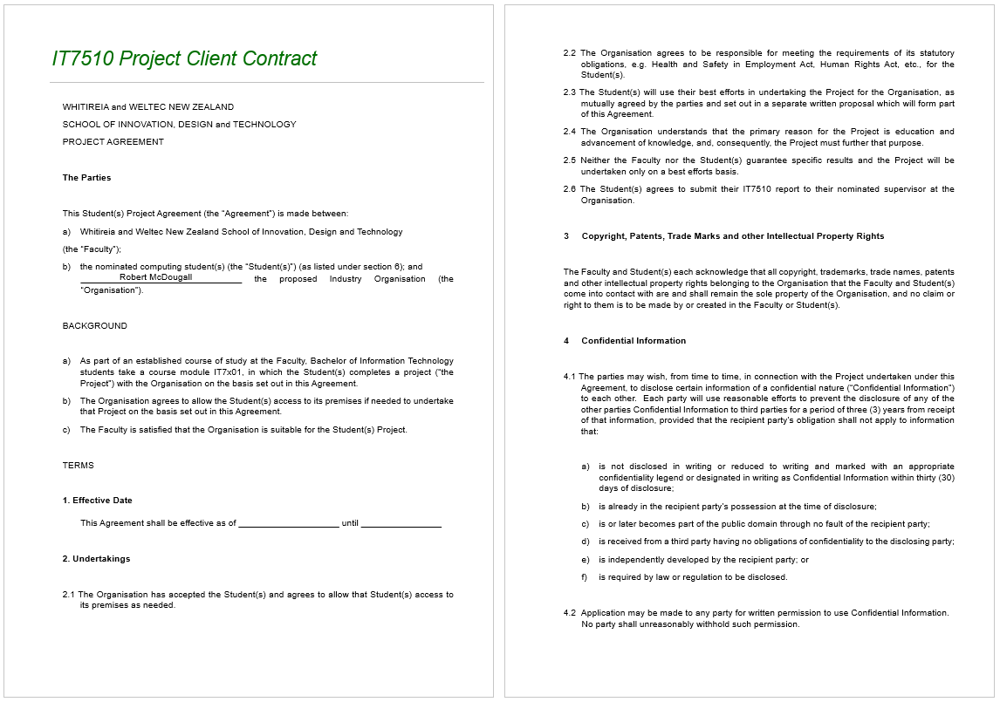 IT7510 Project Client Contract
WHITIREIA and WELTEC NEW ZEALAND
SCHOOL OF INNOVATION, DESIGN and TECHNOLOGY
PROJECT AGREEMENT
The Parties
This Student(s) Project Agreement (the “Agreement”) is made between:
a) Whitireia and Weltec New Zealand School of Innovation, Design and Technology
(the “Faculty”);
b) the nominated computing student(s) (the “Student(s)”) (as listed under section 6); and
Robert McDougall the proposed Industry Organisation (the
“Organisation”).
BACKGROUND
a) As part of an established course of study at the Faculty, Bachelor of Information Technology
students take a course module IT7x01, in which the Student(s) completes a project (“the
Project”) with the Organisation on the basis set out in this Agreement.
b) The Organisation agrees to allow the Student(s) access to its premises if needed to undertake
that Project on the basis set out in this Agreement.
c) The Faculty is satisfied that the Organisation is suitable for the Student(s) Project.
TERMS
1. Effective Date
This Agreement shall be effective as of ____________________ until ________________
2. Undertakings
2.1 The Organisation has accepted the Student(s) and agrees to allow that Student(s) access to
its premises as needed.
2.2 The Organisation agrees to be responsible for meeting the requirements of its statutory
obligations, e.g. Health and Safety in Employment Act, Human Rights Act, etc., for the
Student(s).
2.3 The Student(s) will use their best efforts in undertaking the Project for the Organisation, as
mutually agreed by the parties and set out in a separate written proposal which will form part
of this Agreement.
2.4 The Organisation understands that the primary reason for the Project is education and
advancement of knowledge, and, consequently, the Project must further that purpose.
2.5 Neither the Faculty nor the Student(s) guarantee specific results and the Project will be
undertaken only on a best efforts basis.
2.6 The Student(s) agrees to submit their IT7510 report to their nominated supervisor at the
Organisation.
3 Copyright, Patents, Trade Marks and other Intellectual Property Rights
The Faculty and Student(s) each acknowledge that all copyright, trademarks, trade names, patents
and other intellectual property rights belonging to the Organisation that the Faculty and Student(s)
come into contact with are and shall remain the sole property of the Organisation, and no claim or
right to them is to be made by or created in the Faculty or Student(s).
4 Confidential Information
4.1 The parties may wish, from time to time, in connection with the Project undertaken under this
Agreement, to disclose certain information of a confidential nature (“Confidential Information”)
to each other. Each party will use reasonable efforts to prevent the disclosure of any of the
other parties Confidential Information to third parties for a period of three (3) years from receipt
of that information, provided that the recipient party’s obligation shall not apply to information
that:
a) is not disclosed in writing or reduced to writing and marked with an appropriate
confidentiality legend or designated in writing as Confidential Information within thirty (30)
days of disclosure;
b) is already in the recipient party’s possession at the time of disclosure;
c) is or later becomes part of the public domain through no fault of the recipient party;
d) is received from a third party having no obligations of confidentiality to the disclosing party;
e) is independently developed by the recipient party; or
f) is required by law or regulation to be disclosed.
4.2 Application may be made to any party for written permission to use Confidential Information.
No party shall unreasonably withhold such permission.